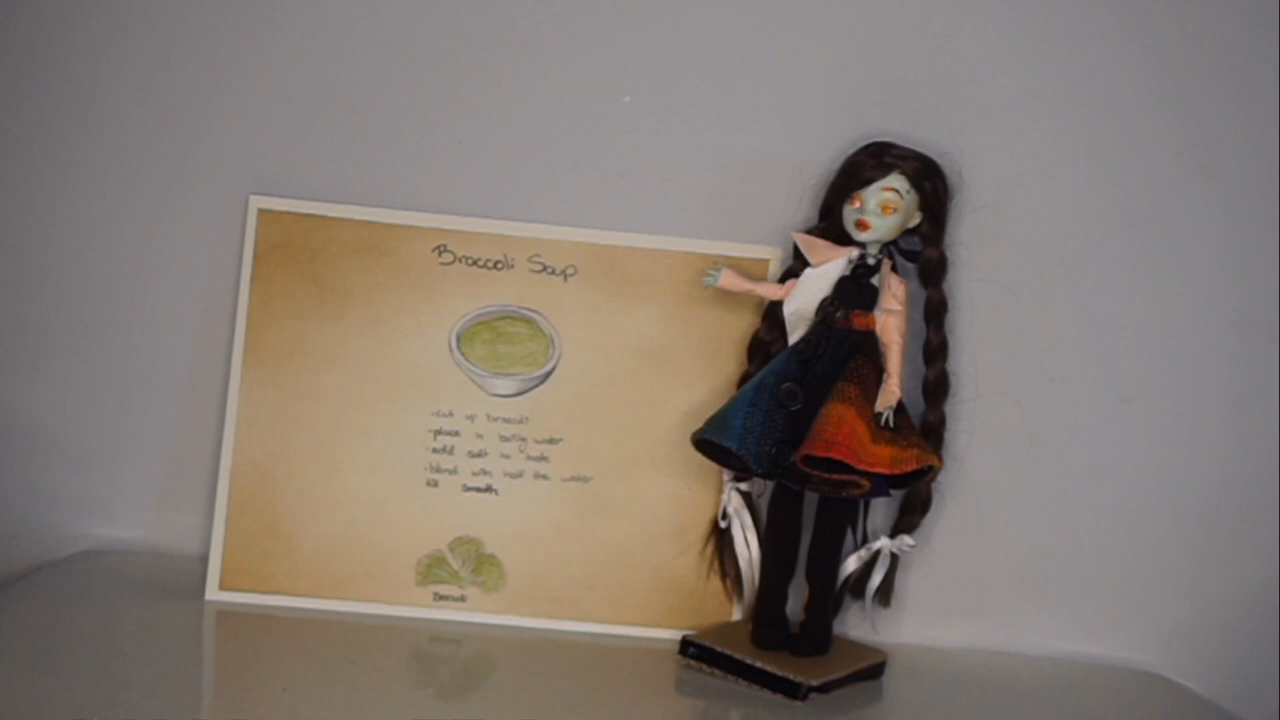 Broccoli Soup
-cut up broccoli
-place in boiling water
-add salt to taste
-blend with half the water
till smooth
Broccoli